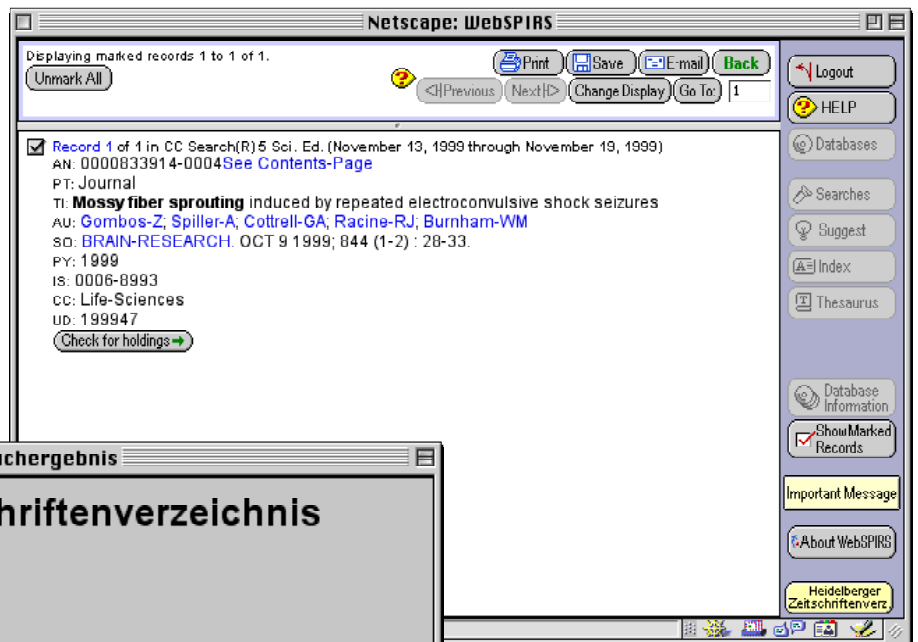 Netscape: WebSPIRS
Displaying marked records 1 to 1 of 1.
Unmark All
Print Save E-mail Back
Previous Next Change Display Go To: 1
Record 1 of 1 in CC Search(R) 5 Sci. Ed. (November 13, 1999 through November 19, 1999)
AN: 0000833914-0004See Contents-Page
PT: Journal
TI: Mossy fiber sprouting induced by repeated electroconvulsive shock seizures
AU: Gombos-Z; Spiller-A; Cottrell-GA; Racine-RJ; Burnham-WM
SO: BRAIN-RESEARCH. OCT 9 1999; 844 (1-2) : 28-33.
PY: 1999
IS: 0006-8993
CC: Life-Sciences
UD: 199947
Check for holdings
Logout
HELP
Databases
Searches
Suggest
Index
Thesaurus
Database
Information
Show Marked
Records
Important Message
About WebSPIRS
Heidelberger
Zeitschriftenverz.
uchergebnis
hriftenverzeichnis